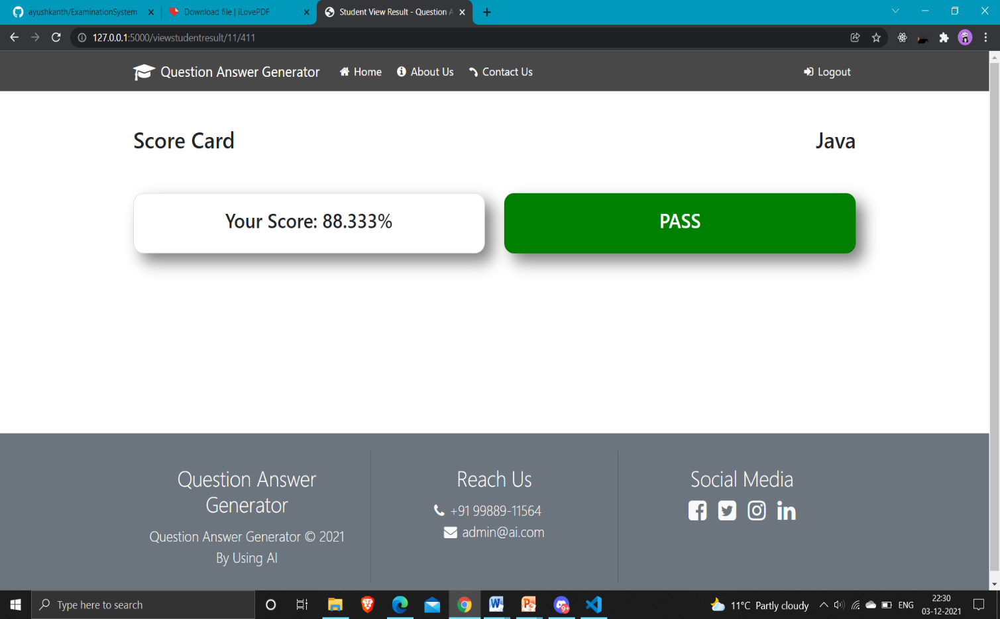 ayushkanth/ExaminationSystem
Download file | iLovePDF
Student View Result - Question A
127.0.0.1:5000/viewstudentresult/11/411
Question Answer Generator
Home
About Us
Contact Us
Logout
Score Card
Java
Your Score: 88.333%
PASS
Question Answer
Generator
Question Answer Generator © 2021
By Using AI
Reach Us
+91 99889-11564
admin@ai.com
Social Media
Type here to search
9+
11°C Partly cloudy
ENG
22:30
03-12-2021